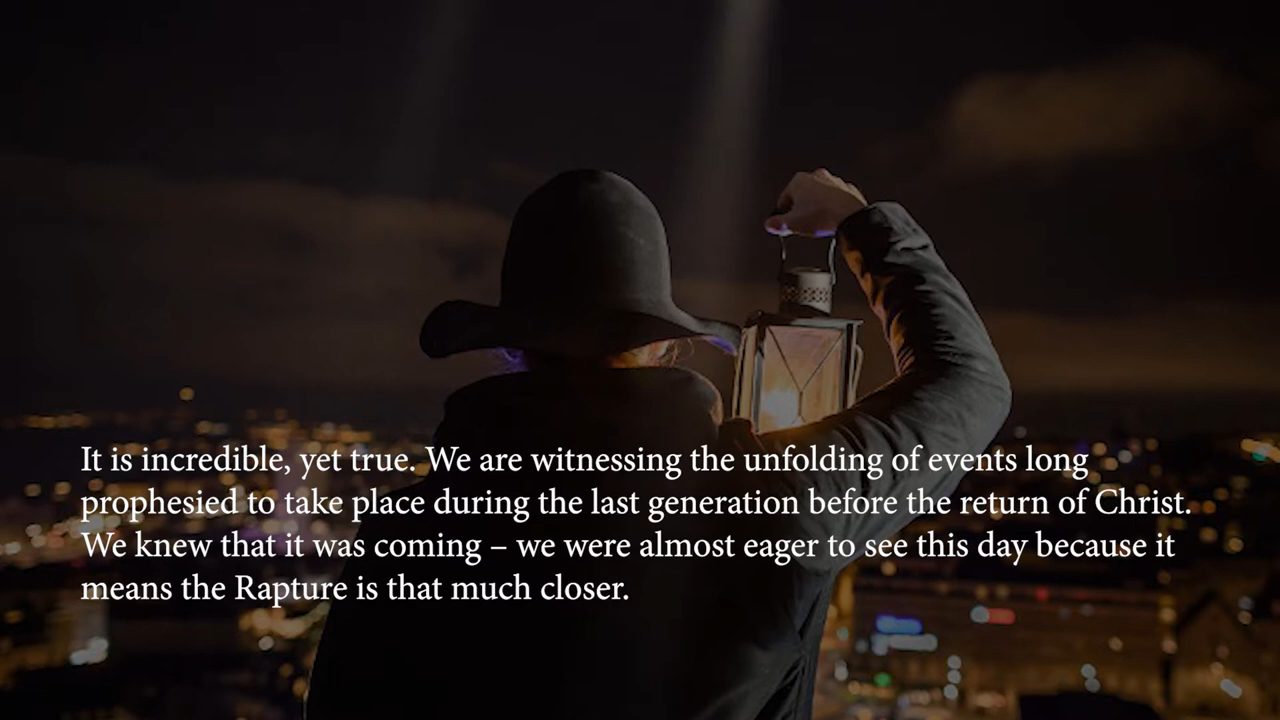 It is incredible, yet true. We are witnessing the unfolding of events long
prophesied to take place during the last generation before the return of Christ.
We knew that it was coming – we were almost eager to see this day because it
means the Rapture is that much closer.